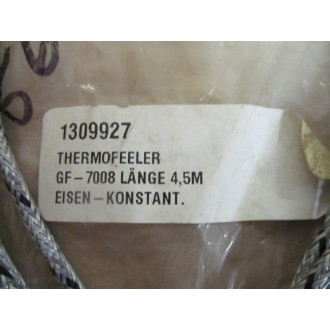 1309927
THERMOFEELER
GF-7008 LÄNGE 4,5M
EISEN-KONSTANT.